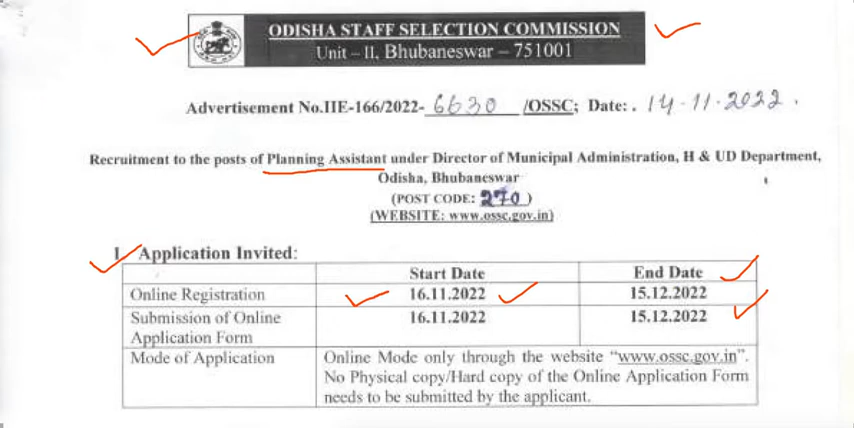 ODISHA STAFF SELECTION COMMISSION
Unit – II, Bhubaneswar – 751001
Advertisement No.IIE-166/2022- 6630 /OSSC; Date: . 14-11-2022.
Recruitment to the posts of Planning Assistant under Director of Municipal Administration, H & UD Department,
Odisha, Bhubaneswar
(POST CODE: 270)
(WEBSITE: www.ossc.gov.in)
I. Application Invited:
Start Date End Date
Online Registration 16.11.2022 15.12.2022
Submission of Online 16.11.2022 15.12.2022
Application Form
Mode of Application Online Mode only through the website “www.ossc.gov.in”.
No Physical copy/Hard copy of the Online Application Form
needs to be submitted by the applicant.